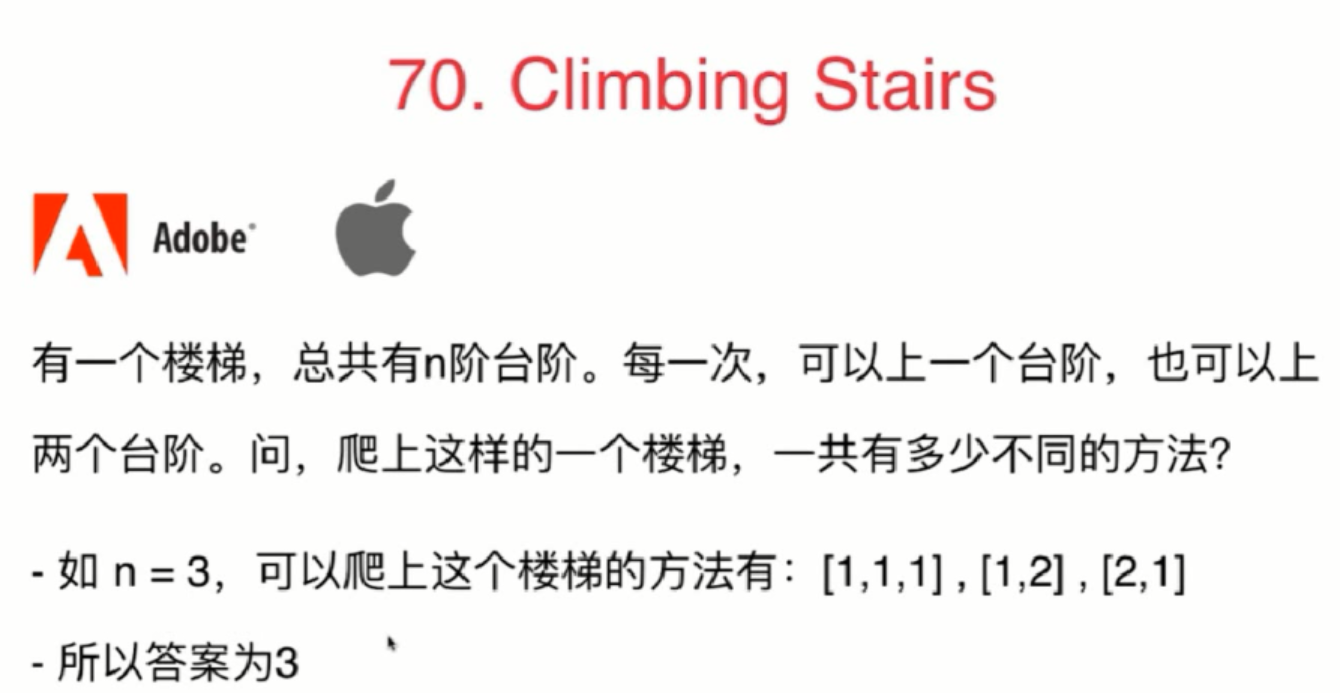 70. Climbing Stairs
Adobe®
有一个楼梯，总共有n阶台阶。每一次，可以上一个台阶，也可以上
两个台阶。问，爬上这样的一个楼梯，一共有多少不同的方法?
- 如 n = 3，可以爬上这个楼梯的方法有：[1,1,1] , [1,2] , [2,1]
- 所以答案为3